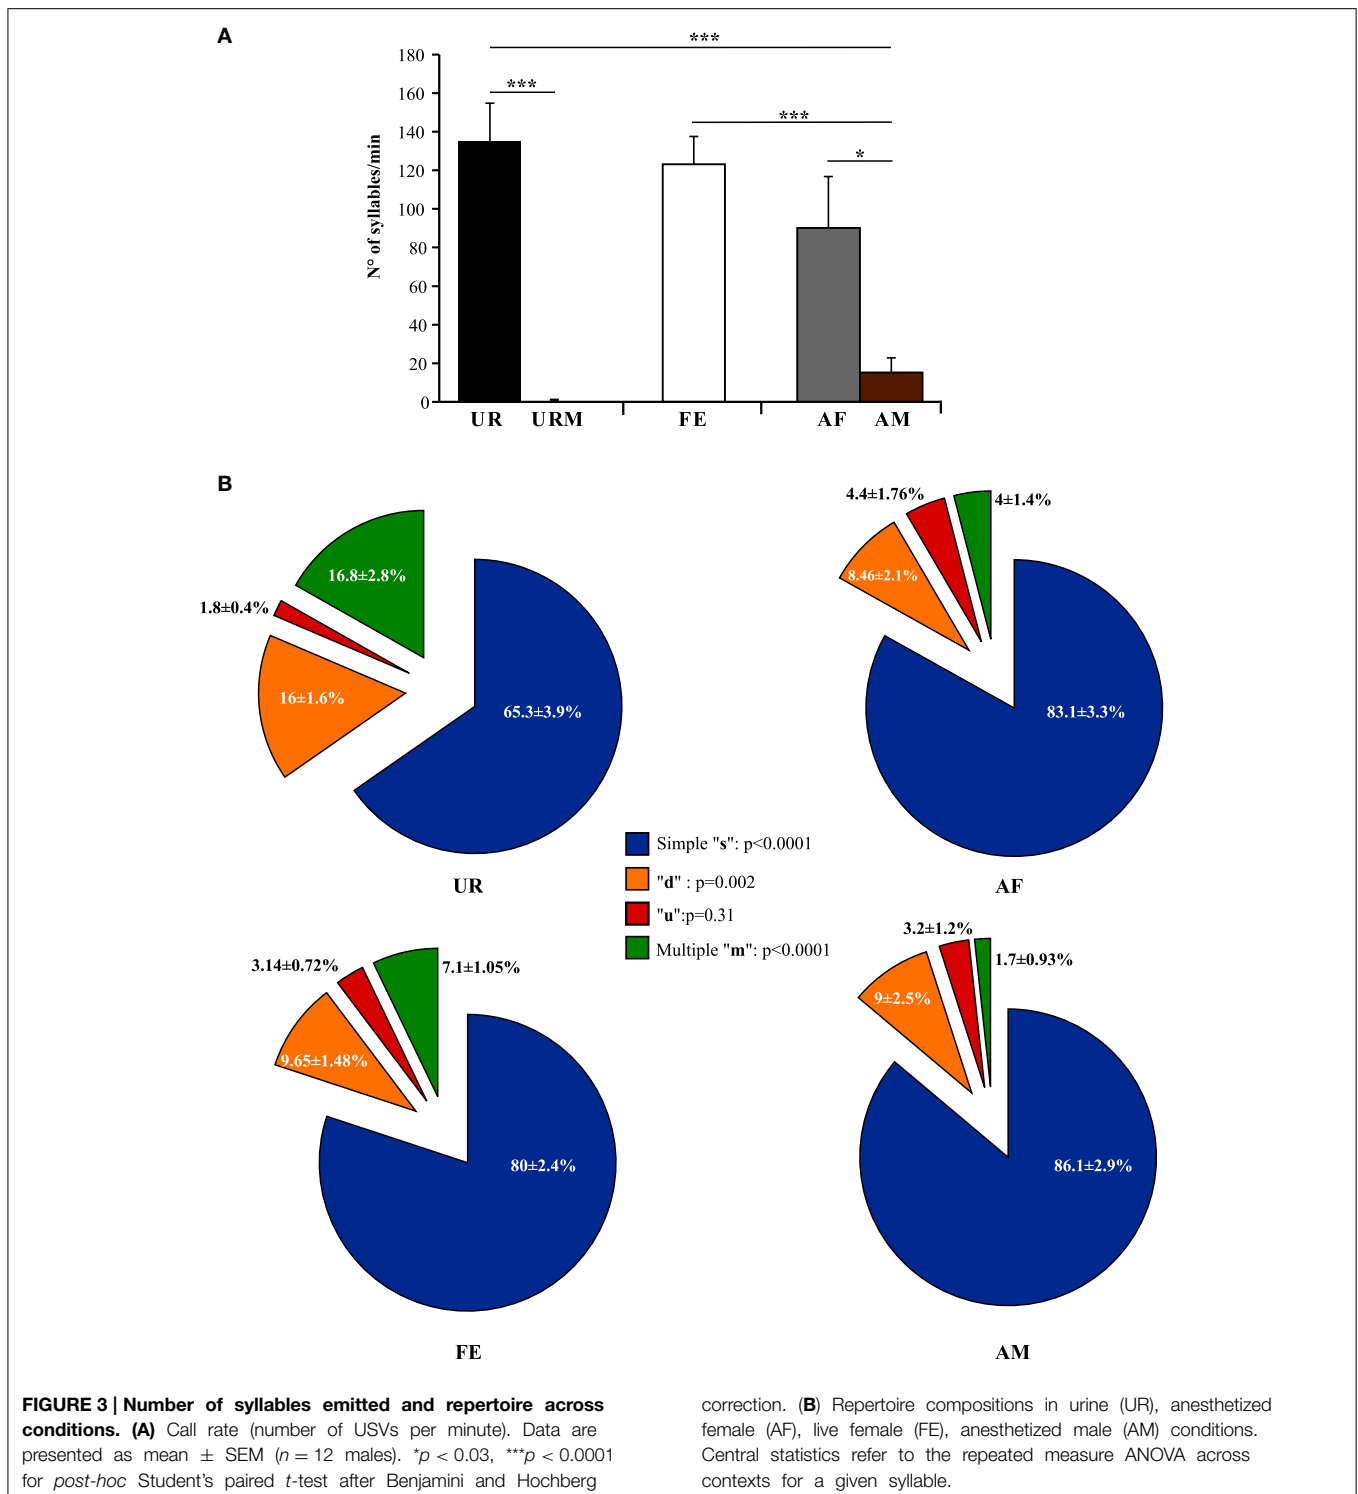 A
***
180
***
160
***
140
*
120
100
80
60
40
20
0
N° of syllables/min
UR URM FE AF AM
B
16.8±2.8%
1.8±0.4%
16±1.6%
65.3±3.9%
UR
4.4±1.76%
4±1.4%
8.46±2.1%
83.1±3.3%
AF
Simple "s": p<0.0001
"d" : p=0.002
"u":p=0.31
Multiple "m": p<0.0001
3.14±0.72%
7.1±1.05%
9.65±1.48%
80±2.4%
FE
3.2±1.2%
1.7±0.93%
9±2.5%
86.1±2.9%
AM
FIGURE 3 | Number of syllables emitted and repertoire across
conditions. (A) Call rate (number of USVs per minute). Data are
presented as mean ± SEM (n = 12 males). *p < 0.03, ***p < 0.0001
for post-hoc Student's paired t-test after Benjamini and Hochberg
correction. (B) Repertoire compositions in urine (UR), anesthetized
female (AF), live female (FE), anesthetized male (AM) conditions.
Central statistics refer to the repeated measure ANOVA across
contexts for a given syllable.